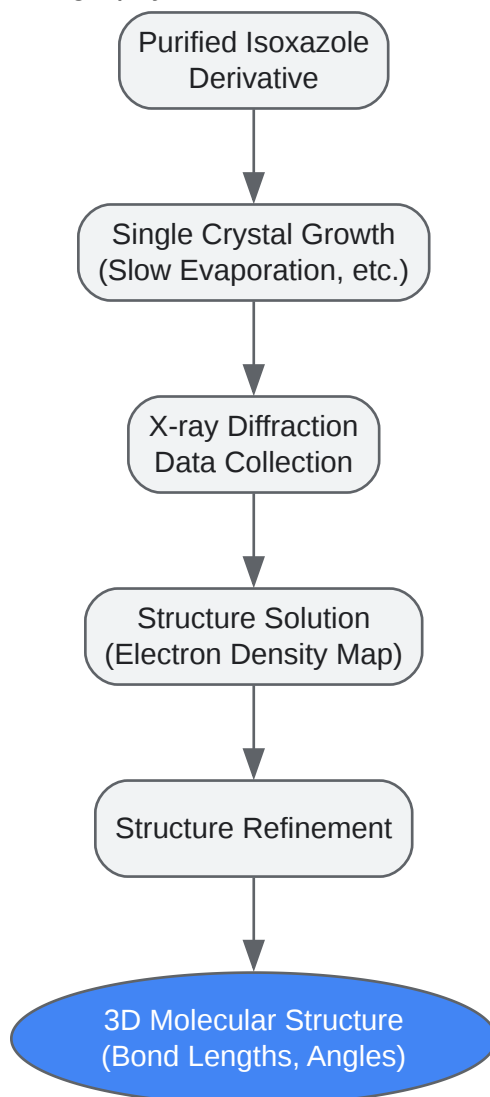 Purified Isoxazole
Derivative
Single Crystal Growth
(Slow Evaporation, etc.)
X-ray Diffraction
Data Collection
Structure Solution
(Electron Density Map)
Structure Refinement
3D Molecular Structure
(Bond Lengths, Angles)